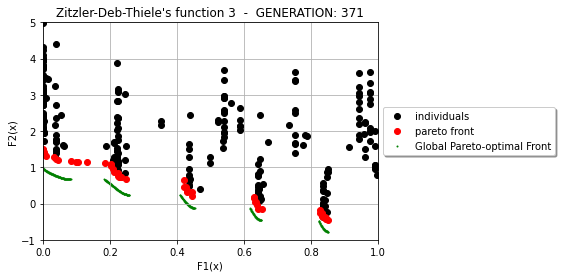 Zitzler-Deb-Thiele's function 3 - GENERATION: 371
5
4
3
2
1
0
−1
F2(x)
0.0 0.2 0.4 0.6 0.8 1.0
F1(x)
individuals
pareto front
Global Pareto-optimal Front